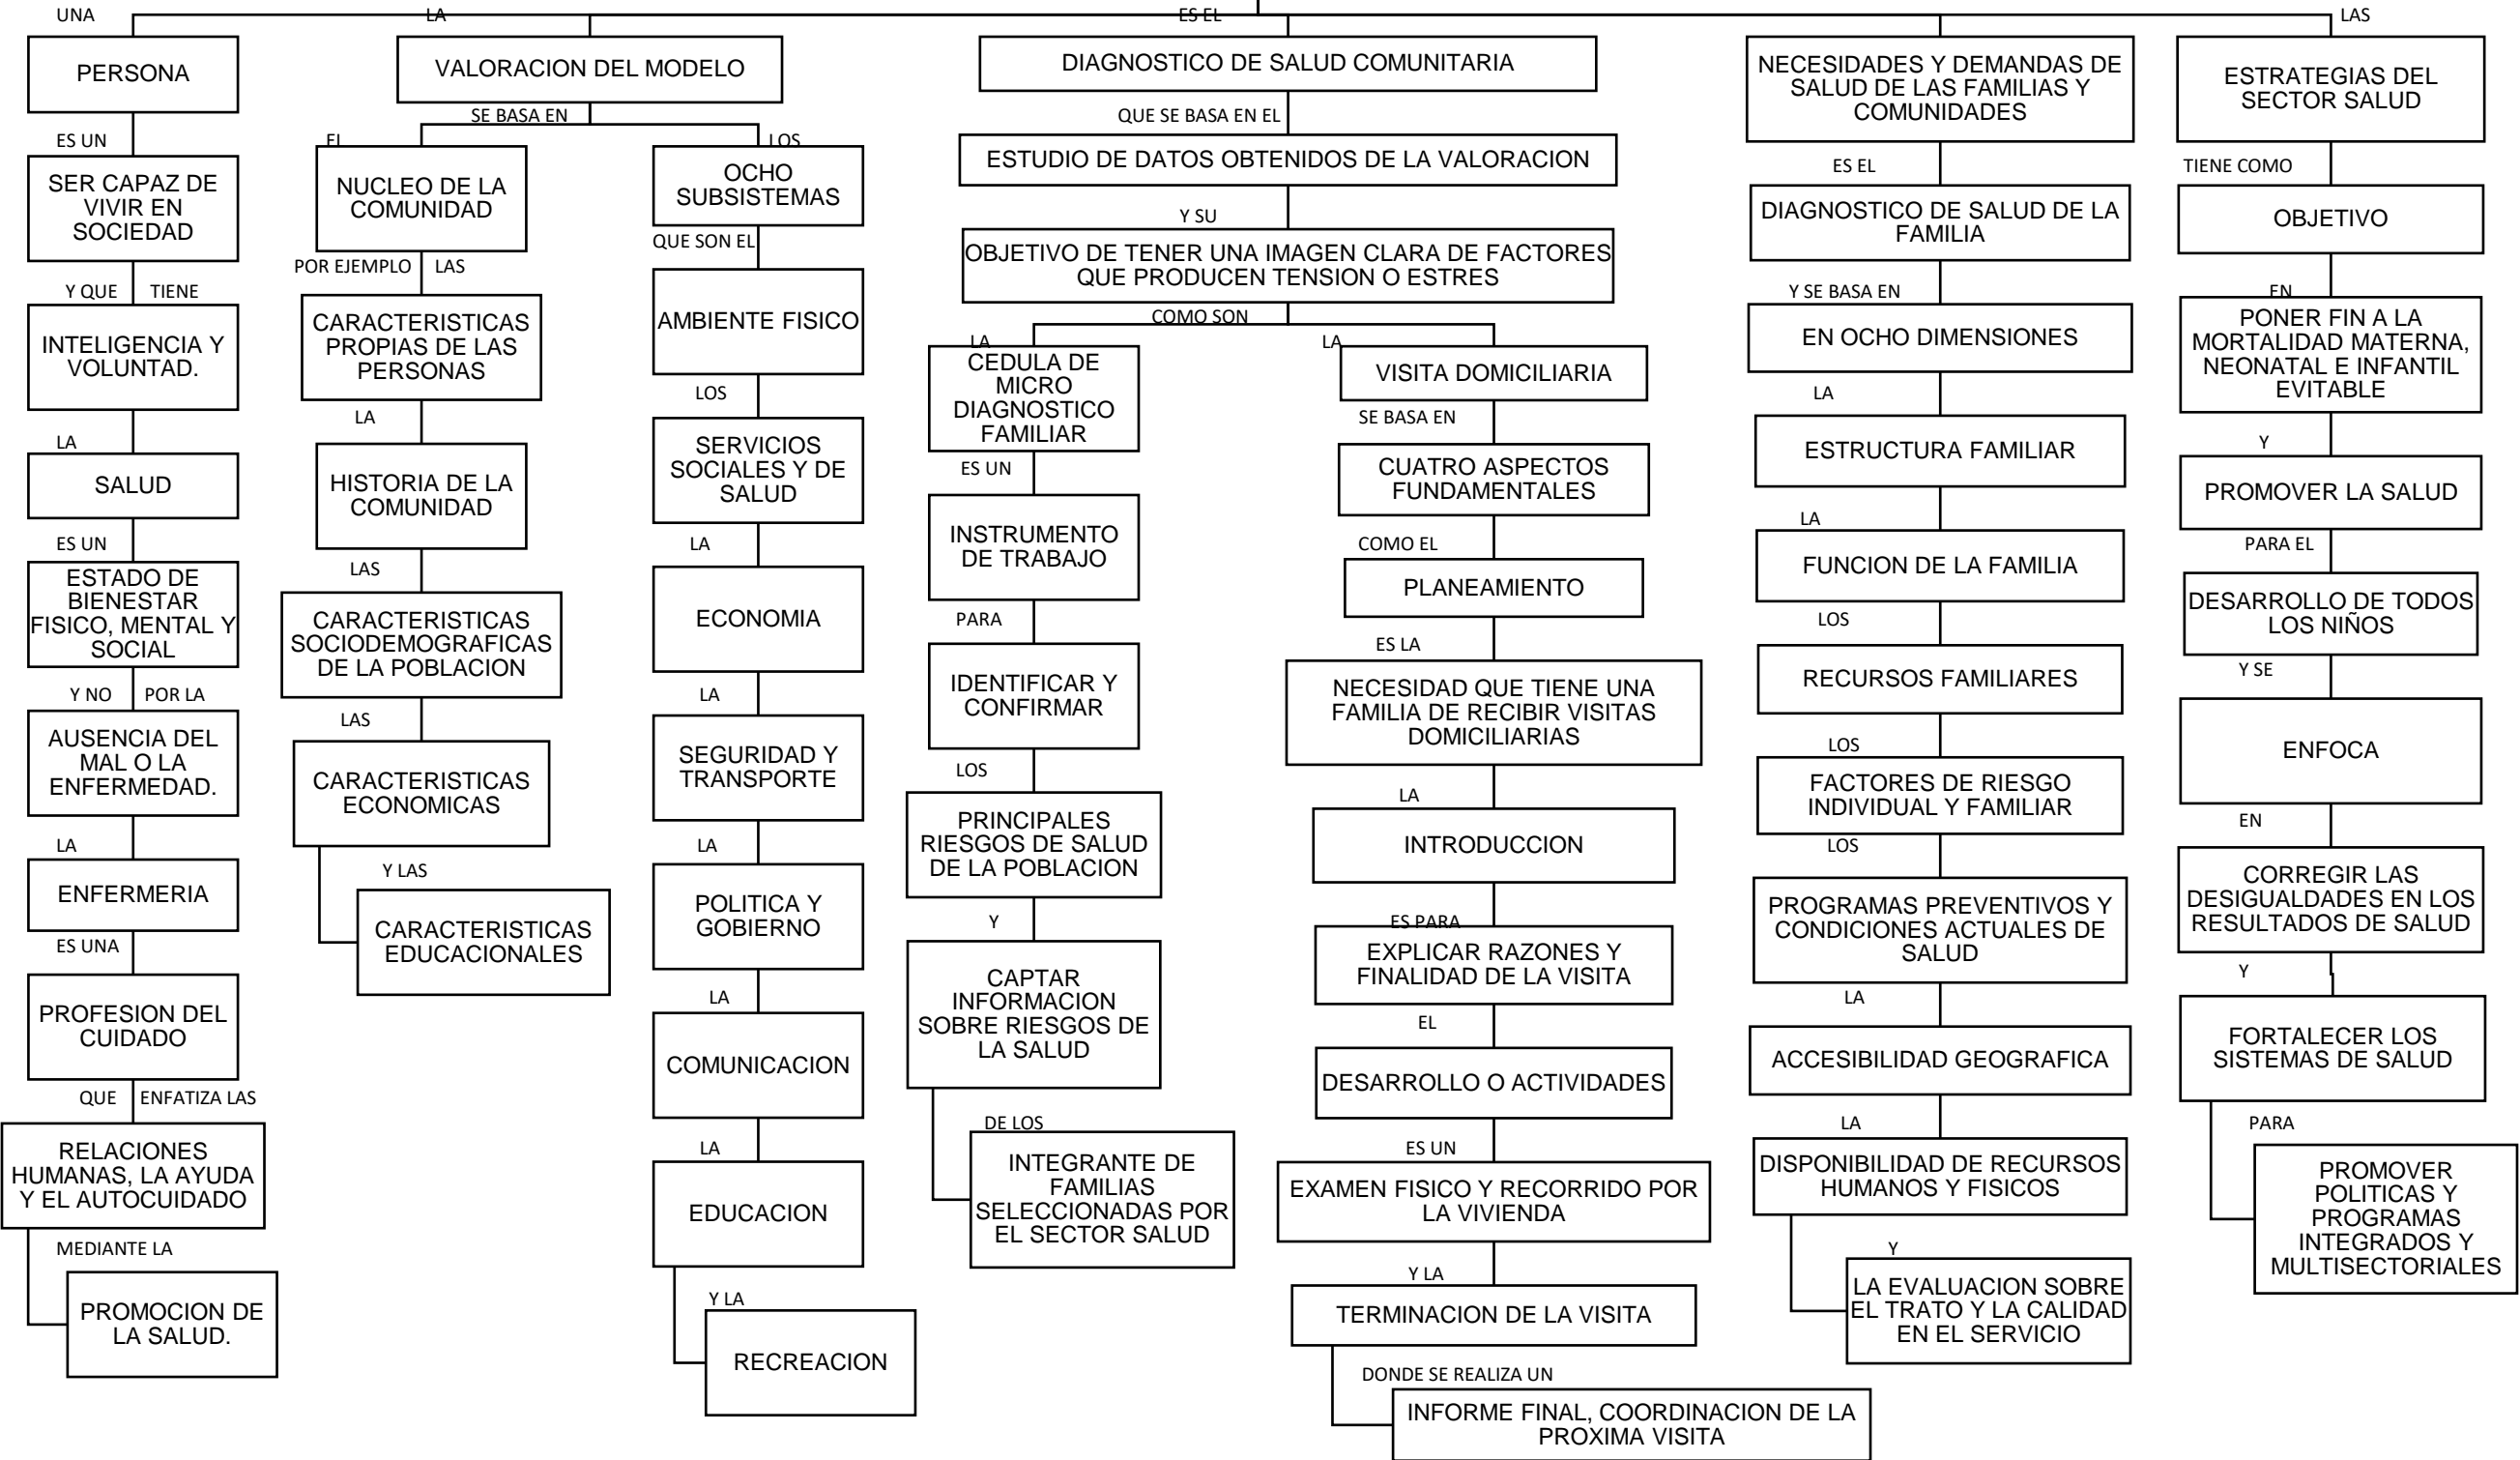 UNA
LA
ES EL
LAS
PERSONA
ES UN
SER CAPAZ DE
VIVIR EN
SOCIEDAD
Y QUE TIENE
INTELIGENCIA Y
VOLUNTAD.
LA
SALUD
ES UN
ESTADO DE
BIENESTAR
FISICO, MENTAL Y
SOCIAL
Y NO POR LA
AUSENCIA DEL
MAL O LA
ENFERMEDAD.
LA
ENFERMERIA
ES UNA
PROFESION DEL
CUIDADO
QUE ENFATIZA LAS
RELACIONES
HUMANAS, LA AYUDA
Y EL AUTOCUIDADO
MEDIANTE LA
PROMOCION DE
LA SALUD.
VALORACION DEL MODELO
SE BASA EN
EL
NUCLEO DE LA
COMUNIDAD
POR EJEMPLO LAS
CARACTERISTICAS
PROPIAS DE LAS
PERSONAS
LA
HISTORIA DE LA
COMUNIDAD
LAS
CARACTERISTICAS
SOCIODEMOGRAFICAS
DE LA POBLACION
LAS
CARACTERISTICAS
ECONOMICAS
Y LAS
CARACTERISTICAS
EDUCACIONALES
LOS
OCHO
SUBSISTEMAS
QUE SON EL
AMBIENTE FISICO
LOS
SERVICIOS
SOCIALES Y DE
SALUD
LA
ECONOMIA
LA
SEGURIDAD Y
TRANSPORTE
LA
POLITICA Y
GOBIERNO
LA
COMUNICACION
LA
EDUCACION
Y LA
RECREACION
DIAGNOSTICO DE SALUD COMUNITARIA
QUE SE BASA EN EL
ESTUDIO DE DATOS OBTENIDOS DE LA VALORACION
Y SU
OBJETIVO DE TENER UNA IMAGEN CLARA DE FACTORES
QUE PRODUCEN TENSION O ESTRES
COMO SON
LA
CEDULA DE
MICRO
DIAGNOSTICO
FAMILIAR
ES UN
INSTRUMENTO
DE TRABAJO
PARA
IDENTIFICAR Y
CONFIRMAR
LOS
PRINCIPALES
RIESGOS DE SALUD
DE LA POBLACION
Y
CAPTAR
INFORMACION
SOBRE RIESGOS DE
LA SALUD
DE LOS
INTEGRANTE DE
FAMILIAS
SELECCIONADAS POR
EL SECTOR SALUD
LA
VISITA DOMICILIARIA
SE BASA EN
CUATRO ASPECTOS
FUNDAMENTALES
COMO EL
PLANEAMIENTO
ES LA
NECESIDAD QUE TIENE UNA
FAMILIA DE RECIBIR VISITAS
DOMICILIARIAS
LA
INTRODUCCION
ES PARA
EXPLICAR RAZONES Y
FINALIDAD DE LA VISITA
EL
DESARROLLO O ACTIVIDADES
ES UN
EXAMEN FISICO Y RECORRIDO POR
LA VIVIENDA
Y LA
TERMINACION DE LA VISITA
DONDE SE REALIZA UN
INFORME FINAL, COORDINACION DE LA
PROXIMA VISITA
NECESIDADES Y DEMANDAS DE
SALUD DE LAS FAMILIAS Y
COMUNIDADES
ES EL
DIAGNOSTICO DE SALUD DE LA
FAMILIA
Y SE BASA EN
EN OCHO DIMENSIONES
LA
ESTRUCTURA FAMILIAR
LA
FUNCION DE LA FAMILIA
LOS
RECURSOS FAMILIARES
LOS
FACTORES DE RIESGO
INDIVIDUAL Y FAMILIAR
LOS
PROGRAMAS PREVENTIVOS Y
CONDICIONES ACTUALES DE
SALUD
LA
ACCESIBILIDAD GEOGRAFICA
LA
DISPONIBILIDAD DE RECURSOS
HUMANOS Y FISICOS
Y
LA EVALUACION SOBRE
EL TRATO Y LA CALIDAD
EN EL SERVICIO
ESTRATEGIAS DEL
SECTOR SALUD
TIENE COMO
OBJETIVO
EN
PONER FIN A LA
MORTALIDAD MATERNA,
NEONATAL E INFANTIL
EVITABLE
Y
PROMOVER LA SALUD
PARA EL
DESARROLLO DE TODOS
LOS NIÑOS
Y SE
ENFOCA
EN
CORREGIR LAS
DESIGUALDADES EN LOS
RESULTADOS DE SALUD
Y
FORTALECER LOS
SISTEMAS DE SALUD
PARA
PROMOVER
POLITICAS Y
PROGRAMAS
INTEGRADOS Y
MULTISECTORIALES